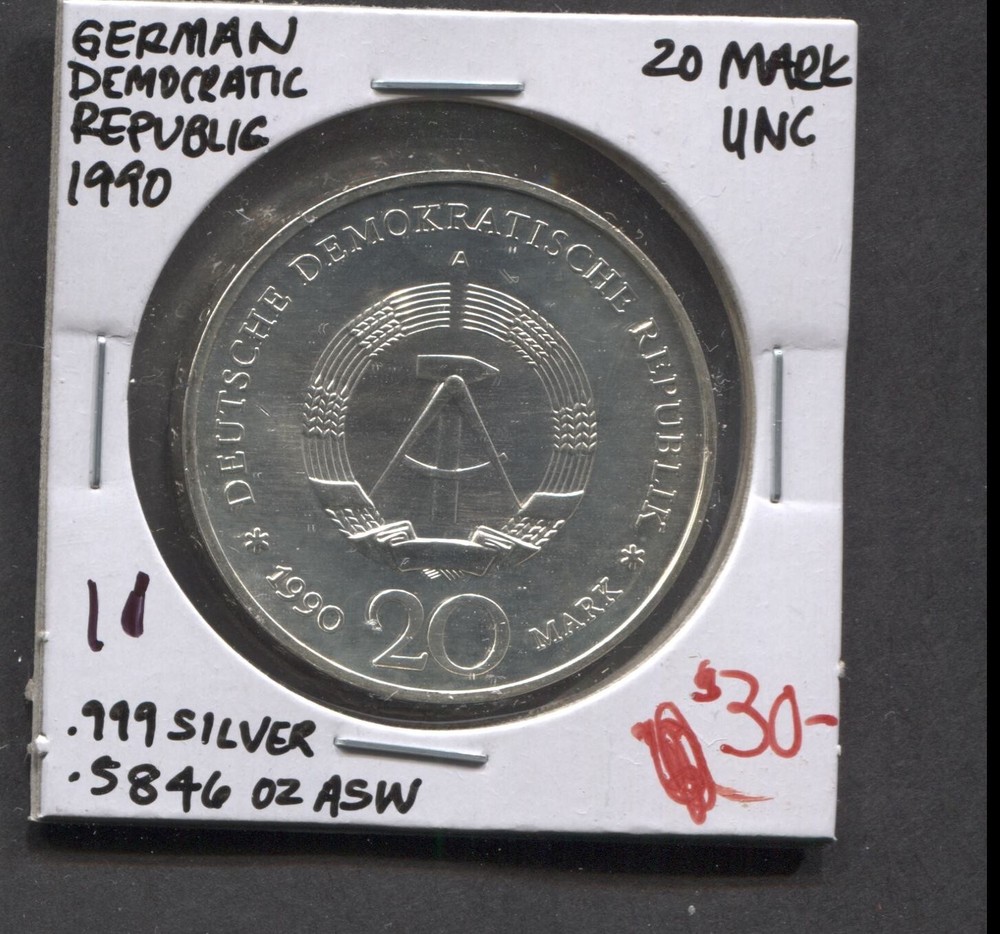 GERMAN
DEMOCRATIC
REPUBLIC
1990
20 MARK
UNC
DEUTSCHE DEMOKRATISCHE REPUBLIK
A
* 1990 20 MARK *
.999 SILVER
.5846 OZ ASW
$30-